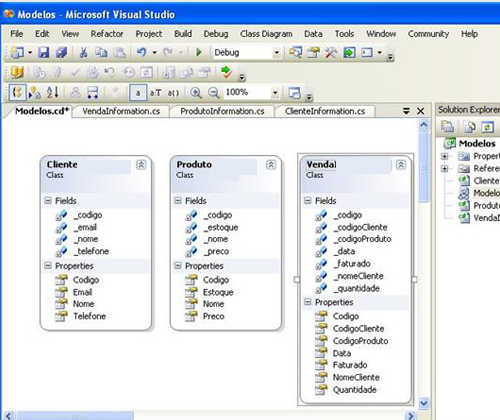 Modelos - Microsoft Visual Studio
File Edit View Refactor Project Build Debug Class Diagram Data Tools Window Community Help
Debug
a aT a() 100%
Modelos.cd* VendaInformation.cs ProdutoInformation.cs ClienteInformation.cs
Solution Explorer
Cliente
Class
Fields
_codigo
_email
_nome
_telefone
Properties
Codigo
Email
Nome
Telefone
Produto
Class
Fields
_codigo
_estoque
_nome
_preco
Properties
Codigo
Estoque
Nome
Preco
Venda
Class
Fields
_codigo
_codigoCliente
_codigoProduto
_data
_faturado
_nomeCliente
_quantidade
Properties
Codigo
CodigoCliente
CodigoProduto
Data
Faturado
NomeCliente
Quantidade
Modelos
Proper
Refere
Cliente
Modelo
Produto
VendaI